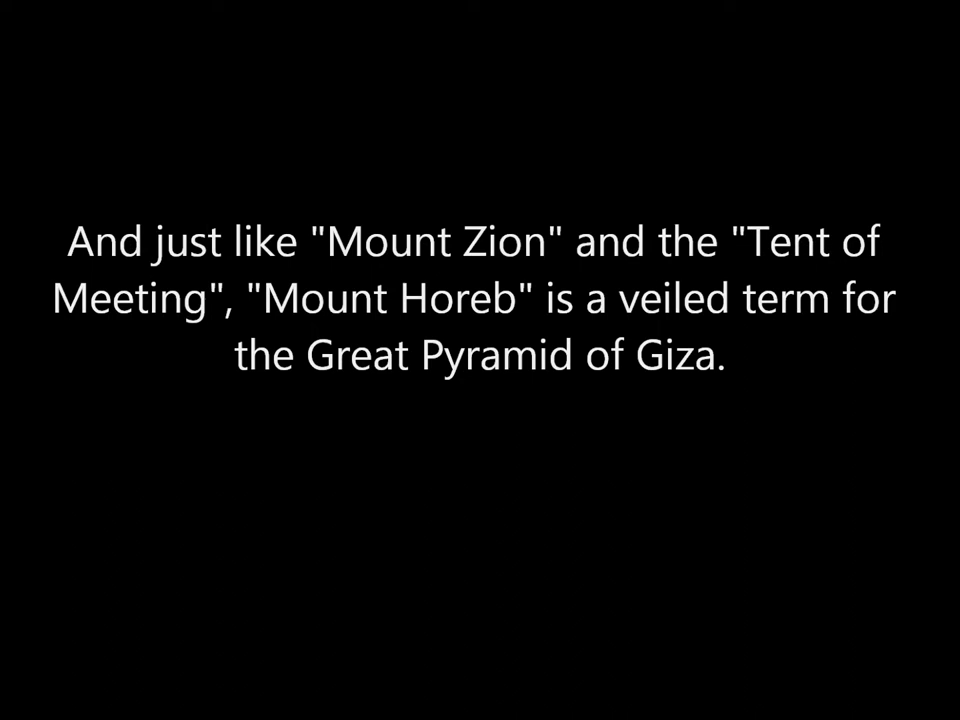 And just like "Mount Zion" and the "Tent of
Meeting", "Mount Horeb" is a veiled term for
the Great Pyramid of Giza.